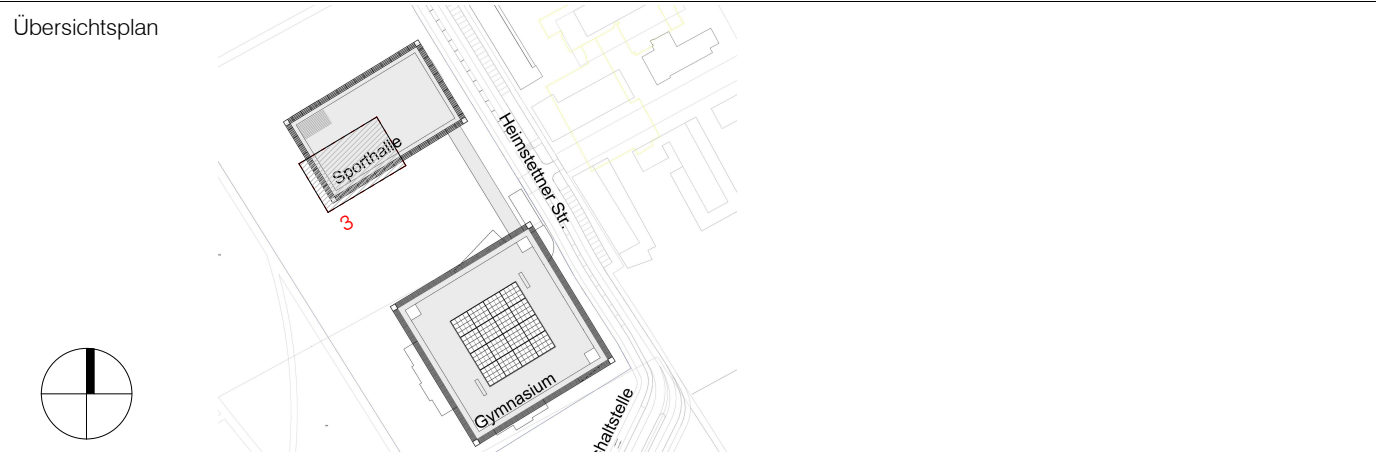 Übersichtsplan
Heimstettner Str.
Sporthalle
3
Gymnasium
haltstelle